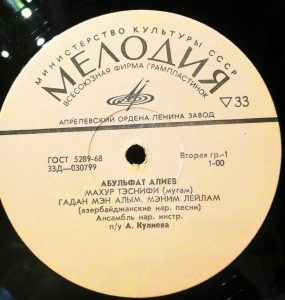 МИНИСТЕРСТВО КУЛЬТУРЫ СССР
МЕЛОДИЯ
ВСЕСОЮЗНАЯ ФИРМА ГРАМПЛАСТИНОК
▽33
АПРЕЛЕВСКИЙ ОРДЕНА ЛЕНИНА ЗАВОД
ГОСТ 5289-68
33Д—030799
Вторая гр.-1
1-00
АБУЛЬФАТ АЛИЕВ
МАХУР ТЭСНИФИ (мугам)
ГАДАН МЭН АЛЫМ. МЭНИМ ЛЕЙЛАМ
(азербайджанские нар. песни)
Ансамбль нар. инстр.
п/у А. Кулиева